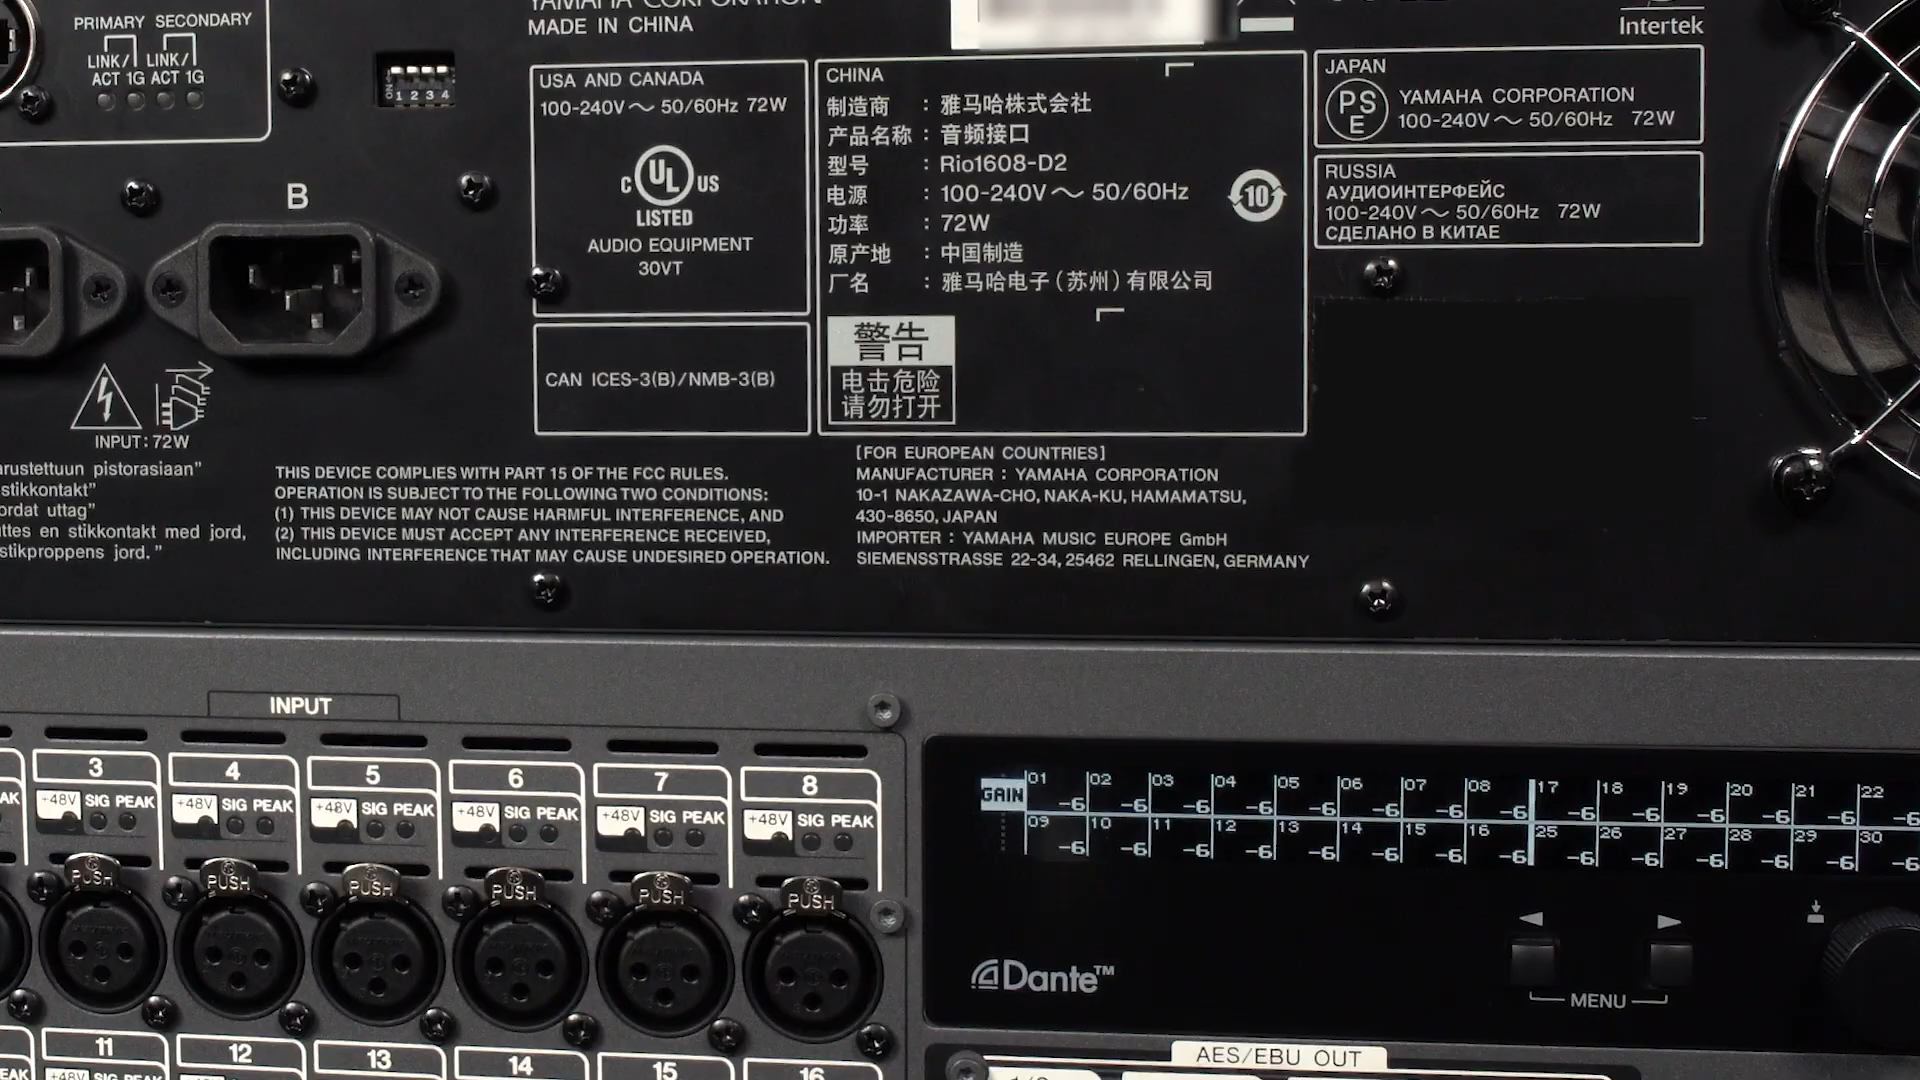 PRIMARY SECONDARY
LINK/ LINK/
ACT 1G ACT 1G
ON
1 2 3 4
B
INPUT : 72W
arustettuun pistorasiaan”
stikkontakt”
ordat uttag”
ttes en stikkontakt med jord,
stikproppens jord. ”
YAMAHA CORPORATION
MADE IN CHINA
USA AND CANADA
100-240V～ 50/60Hz 72W
C UL US
LISTED
AUDIO EQUIPMENT
30VT
CAN ICES-3(B)/NMB-3(B)
CHINA
制造商 : 雅马哈株式会社
产品名称 : 音频接口
型号 : Rio1608-D2
电源 : 100-240V～ 50/60Hz
功率 : 72W
原产地 : 中国制造
厂名 : 雅马哈电子(苏州)有限公司
10
警告
电击危险
请勿打开
Intertek
JAPAN
PS
E
YAMAHA CORPORATION
100-240V～ 50/60Hz 72W
RUSSIA
АУДИОИНТЕРФЕЙС
100-240V～ 50/60Hz 72W
СДЕЛАНО В КИТАЕ
THIS DEVICE COMPLIES WITH PART 15 OF THE FCC RULES.
OPERATION IS SUBJECT TO THE FOLLOWING TWO CONDITIONS:
(1) THIS DEVICE MAY NOT CAUSE HARMFUL INTERFERENCE, AND
(2) THIS DEVICE MUST ACCEPT ANY INTERFERENCE RECEIVED,
INCLUDING INTERFERENCE THAT MAY CAUSE UNDESIRED OPERATION.
[FOR EUROPEAN COUNTRIES]
MANUFACTURER : YAMAHA CORPORATION
10-1 NAKAZAWA-CHO, NAKA-KU, HAMAMATSU,
430-8650, JAPAN
IMPORTER : YAMAHA MUSIC EUROPE GmbH
SIEMENSSTRASSE 22-34, 25462 RELLINGEN, GERMANY
INPUT
3 4 5 6 7 8
AK +48V SIG PEAK +48V SIG PEAK +48V SIG PEAK +48V SIG PEAK +48V SIG PEAK +48V SIG PEAK
PUSH PUSH PUSH PUSH PUSH PUSH
11 12 13 14 15 16
EAK +48V SIG PEAK
GAIN
01 02 03 04 05 06 07 08 17 18 19 20 21 22
-6 -6 -6 -6 -6 -6 -6 -6 -6 -6 -6 -6 -6 -6
09 10 11 12 13 14 15 16 25 26 27 28 29 30
-6 -6 -6 -6 -6 -6 -6 -6 -6 -6 -6 -6 -6 -6
Dante™
MENU
AES/EBU OUT